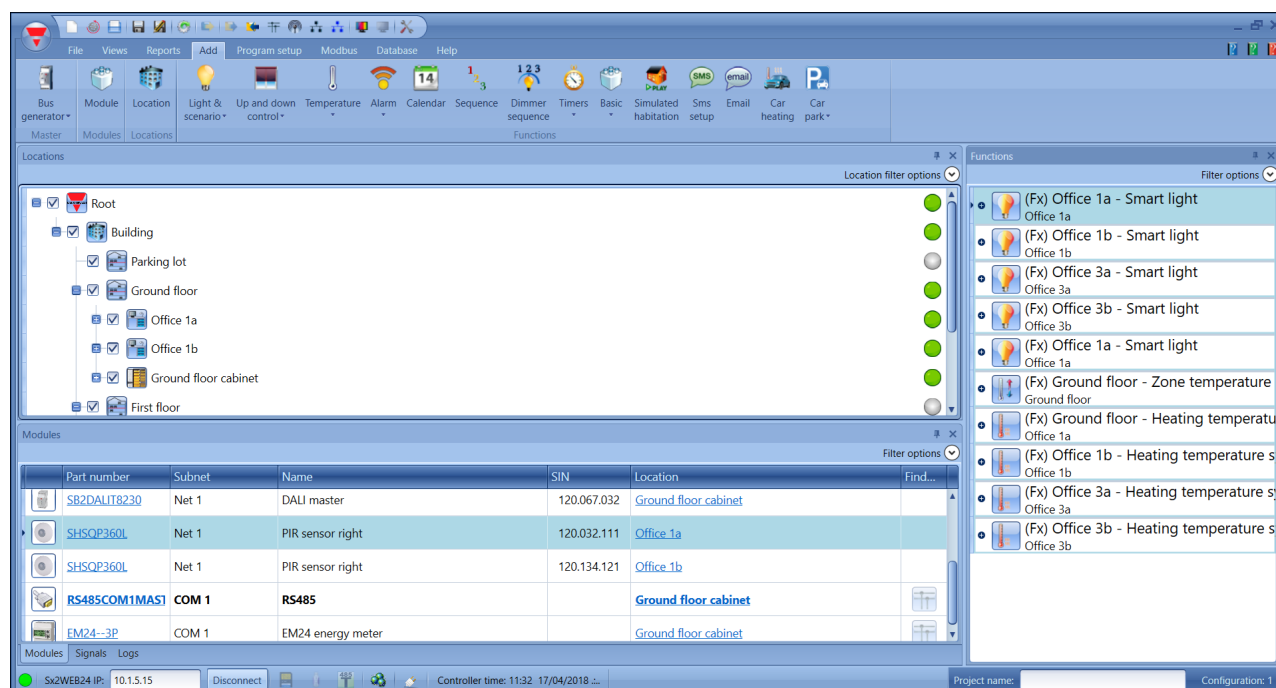 File Views Reports Add Program setup Modbus Database Help
14 1 3 1 2 3 PLAY SMS email P
Bus generator Module Location Light & scenario Up and down control Temperature Alarm Calendar Sequence Dimmer sequence Timers Basic Simulated habitation Sms setup Email Car heating Car park
Master Modules Locations Functions
Locations
Location filter options
Root
Building
Parking lot
Ground floor
Office 1a
Office 1b
Ground floor cabinet
First floor
Functions
Filter options
(Fx) Office 1a - Smart light
Office 1a
(Fx) Office 1b - Smart light
Office 1b
(Fx) Office 3a - Smart light
Office 3a
(Fx) Office 3b - Smart light
Office 3b
(Fx) Office 1a - Smart light
Office 1a
(Fx) Ground floor - Zone temperature
Ground floor
(Fx) Ground floor - Heating temperatu
Office 1a
(Fx) Office 1b - Heating temperature s
Office 1b
(Fx) Office 3a - Heating temperature sy
Office 3a
(Fx) Office 3b - Heating temperature s
Office 3b
Modules
Filter options
Part number Subnet Name SIN Location Find...
SB2DALIT8230 Net 1 DALI master 120.067.032 Ground floor cabinet
SHSQP360L Net 1 PIR sensor right 120.032.111 Office 1a
SHSQP360L Net 1 PIR sensor right 120.134.121 Office 1b
RS485COM1MAST COM 1 RS485 Ground floor cabinet
EM24--3P COM 1 EM24 energy meter Ground floor cabinet
Modules Signals Logs
Sx2WEB24 IP: 10.1.5.15 Disconnect 485 Controller time: 11:32 17/04/2018 .:. Project name: Configuration: 1